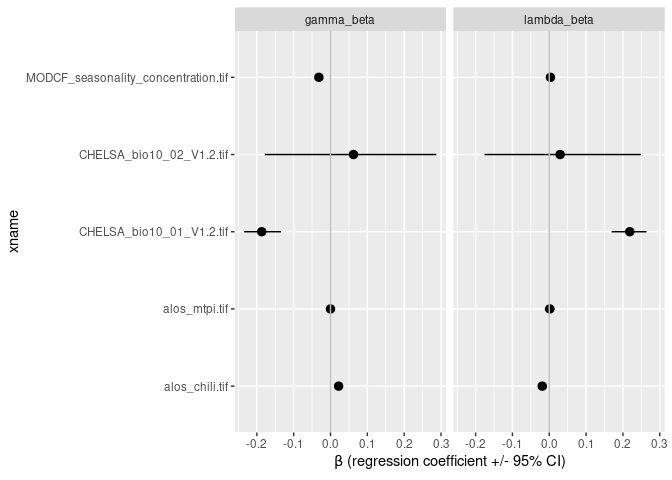 gamma_beta lambda_beta
MODCF_seasonality_concentration.tif
CHELSA_bio10_02_V1.2.tif
CHELSA_bio10_01_V1.2.tif
alos_mtpi.tif
alos_chili.tif
xname
-0.2 -0.1 0.0 0.1 0.2 0.3 -0.2 -0.1 0.0 0.1 0.2 0.3
β (regression coefficient +/- 95% CI)